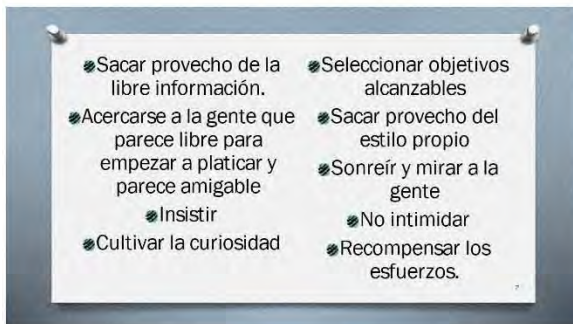 Sacar provecho de la
libre información.
Acercarse a la gente que
parece libre para
empezar a platicar y
parece amigable
Insistir
Cultivar la curiosidad
Seleccionar objetivos
alcanzables
Sacar provecho del
estilo propio
Sonreír y mirar a la
gente
No intimidar
Recompensar los
esfuerzos.
7